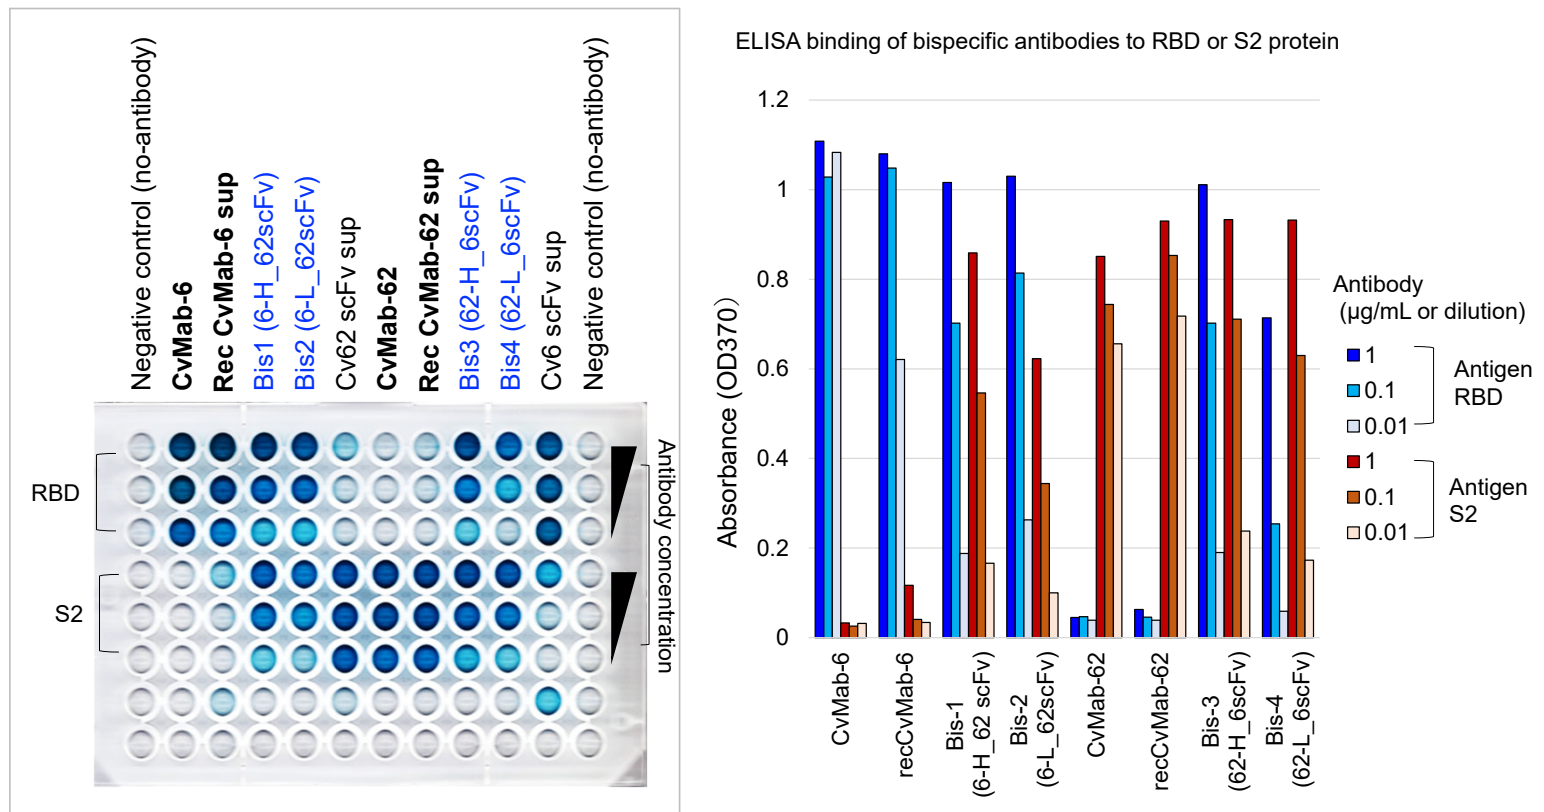 Negative control (no-antibody)
CvMab-6
Rec CvMab-6 sup
Bis1 (6-H_62scFv)
Bis2 (6-L_62scFv)
Cv62 scFv sup
CvMab-62
Rec CvMab-62 sup
Bis3 (62-H_6scFv)
Bis4 (62-L_6scFv)
Cv6 scFv sup
Negative control (no-antibody)
RBD
S2
Antibody concentration
ELISA binding of bispecific antibodies to RBD or S2 protein
Absorbance (OD370)
1.2
1
0.8
0.6
0.4
0.2
0
CvMab-6
recCvMab-6
Bis-1
(6-H_62 scFv)
Bis-2
(6-L_62scFv)
CvMab-62
recCvMab-62
Bis-3
(62-H_6scFv)
Bis-4
(62-L_6scFv)
Antibody
(µg/mL or dilution)
1
0.1
0.01
Antigen
RBD
1
0.1
0.01
Antigen
S2